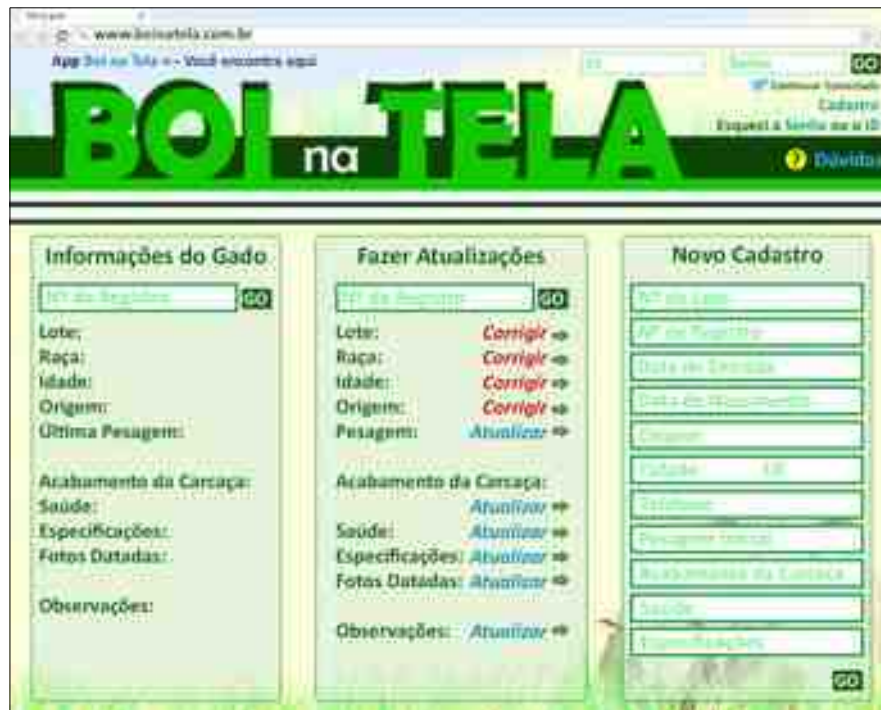 www.boinatela.com.br
App Boi na Tela - Você encontra aqui
Senha GO
Continuar Conectado
Cadastro
Esqueci a Senha ou o ID
BOI na TELA
? Dúvidas
Informações do Gado
Nº do Registro GO
Lote:
Raça:
Idade:
Origem:
Última Pesagem:
Acabamento da Carcaça:
Saúde:
Especificações:
Fotos Datadas:
Observações:
Fazer Atualizações
Nº do Registro GO
Lote: Corrigir
Raça: Corrigir
Idade: Corrigir
Origem: Corrigir
Pesagem: Atualizar
Acabamento da Carcaça:
Atualizar
Saúde: Atualizar
Especificações: Atualizar
Fotos Datadas: Atualizar
Observações: Atualizar
Novo Cadastro
Nº do Lote
Nº do Registro
Data de Entrada
Data de Nascimento
Origem
Cidade UF
Telefone
Pesagem Inicial
Acabamento da Carcaça
Saúde
Especificações
GO